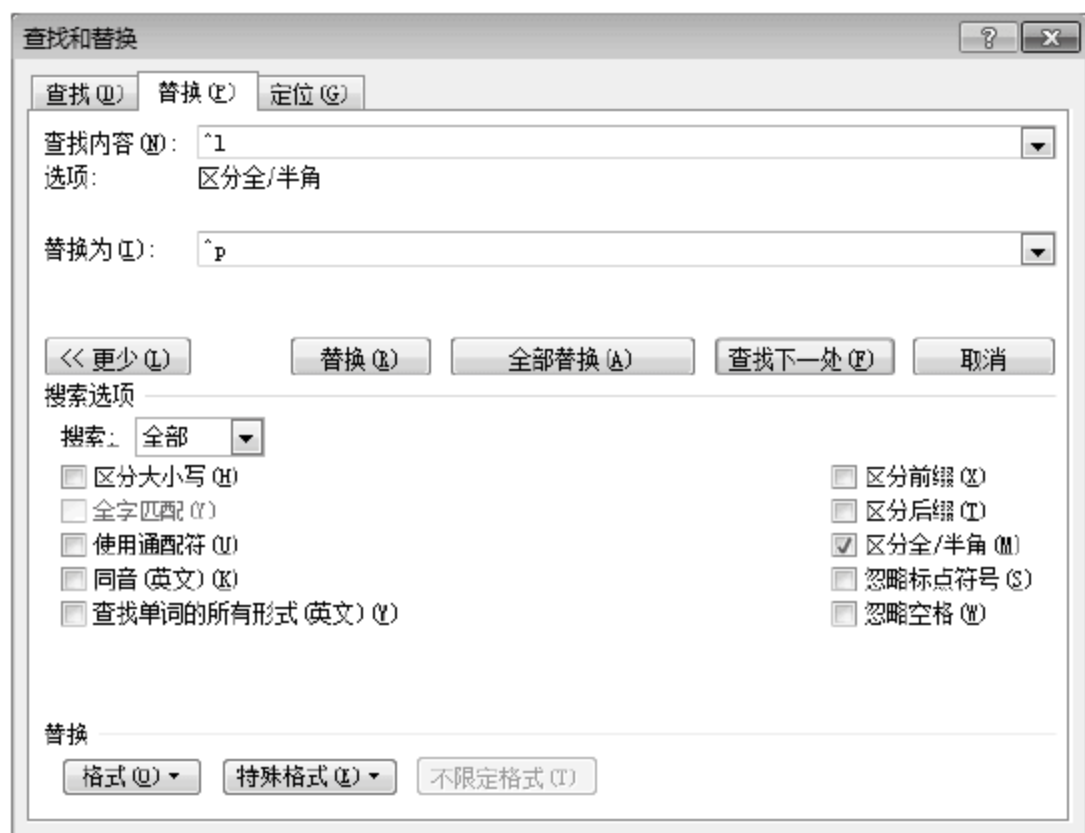 查找和替换
查找(D) 替换(P) 定位(G)
查找内容(N): ^l
选项: 区分全/半角
替换为(I): ^p
<< 更少(L) 替换(R) 全部替换(A) 查找下一处(F) 取消
搜索选项
搜索: 全部
区分大小写(H) 区分前缀(X)
全字匹配(Y) 区分后缀(T)
使用通配符(U) 区分全/半角(M)
同音(英文)(K) 忽略标点符号(S)
查找单词的所有形式(英文)(Y) 忽略空格(W)
替换
格式(O) 特殊格式(E) 不限定格式(T)